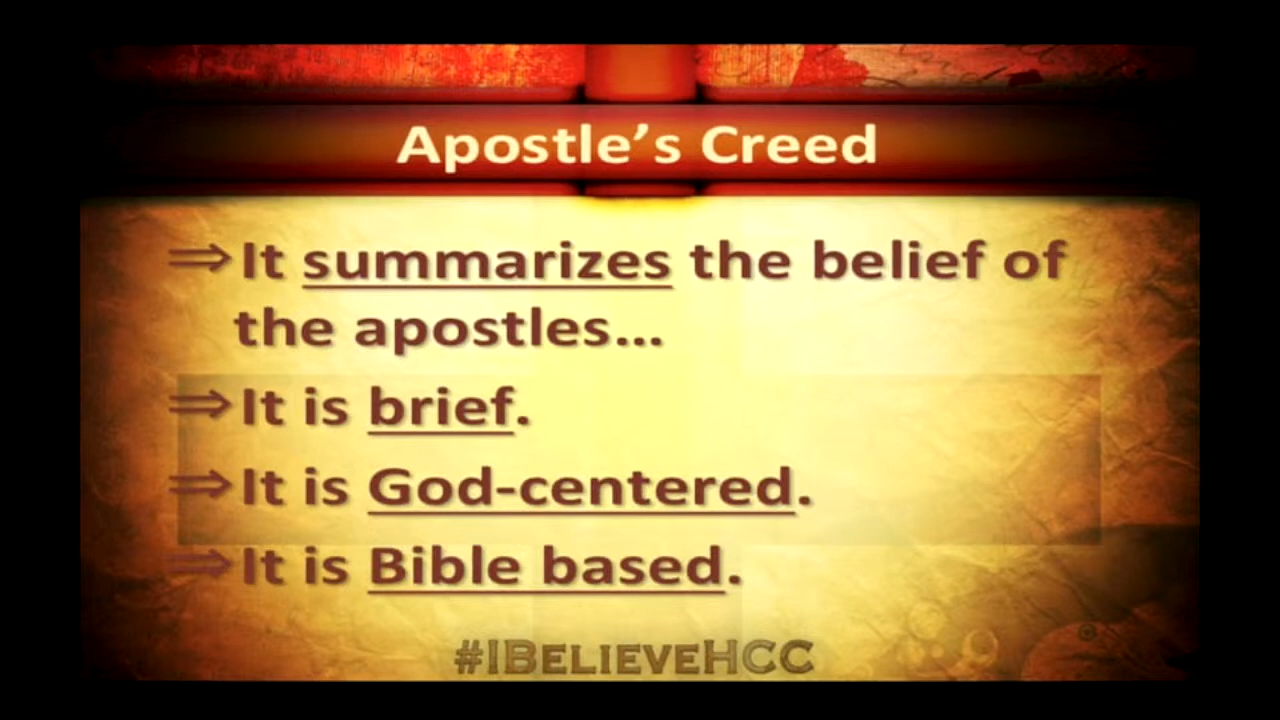 Apostle’s Creed
⇒It summarizes the belief of
the apostles...
⇒It is brief.
⇒It is God-centered.
⇒It is Bible based.
#IBELIEVEHCC